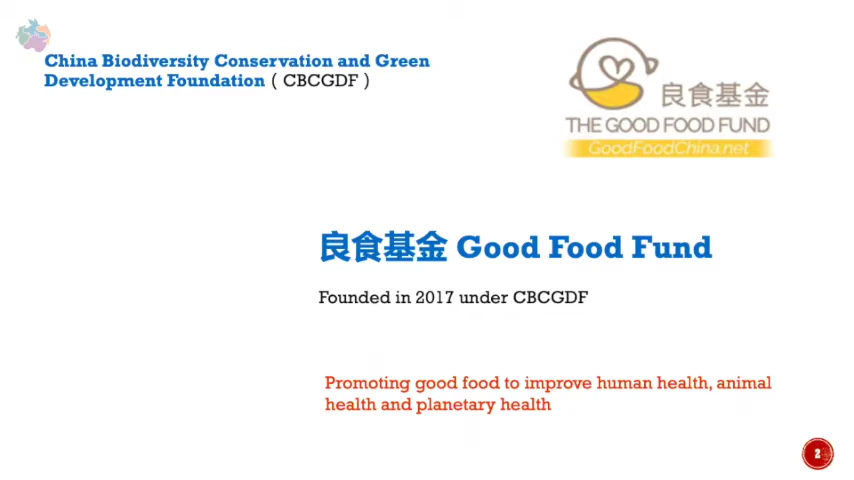 China Biodiversity Conservation and Green
Development Foundation（CBCGDF）
良食基金
THE GOOD FOOD FUND
GoodFoodChina.net
良食基金 Good Food Fund
Founded in 2017 under CBCGDF
Promoting good food to improve human health, animal
health and planetary health
2